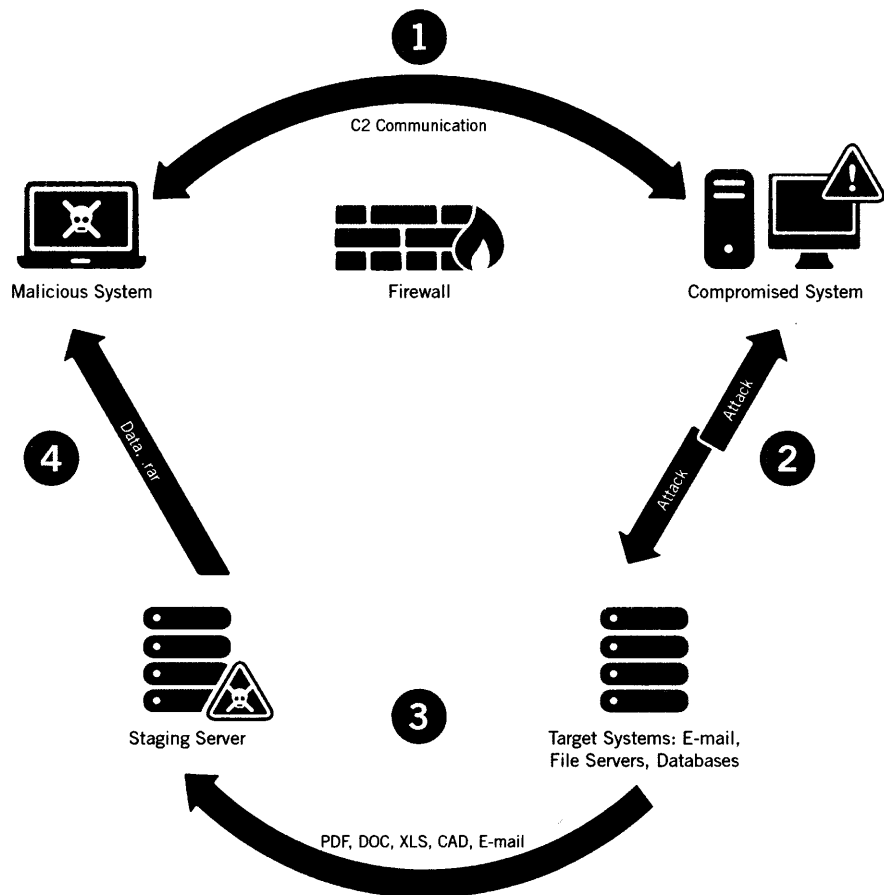 1
C2 Communication
Malicious System
Firewall
Compromised System
Attack
Attack
2
Data, .rar
4
Staging Server
3
Target Systems: E-mail,
File Servers, Databases
PDF, DOC, XLS, CAD, E-mail